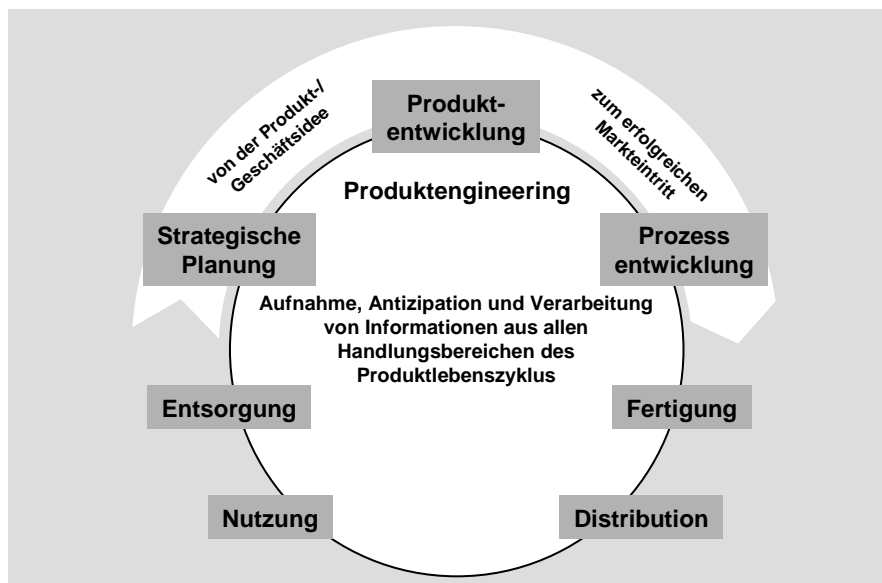 von der Produkt-/
Geschäftsidee
Produkt-
entwicklung
zum erfolgreichen
Markteintritt
Produktengineering
Strategische
Planung
Prozess
entwicklung
Aufnahme, Antizipation und Verarbeitung
von Informationen aus allen
Handlungsbereichen des
Produktlebenszyklus
Entsorgung
Fertigung
Nutzung
Distribution